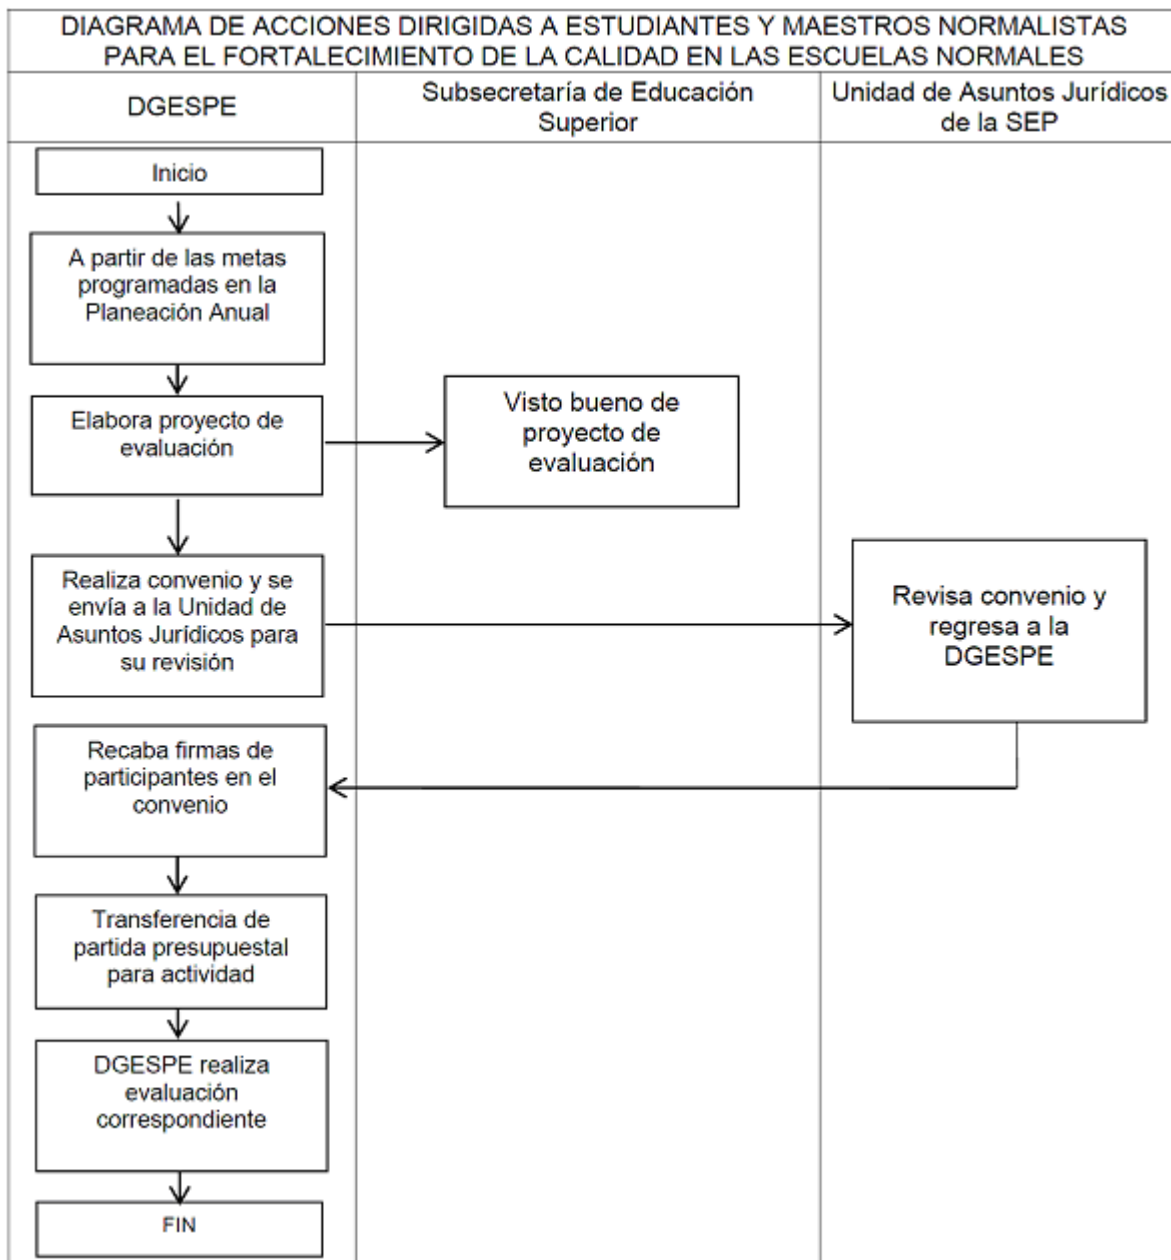 DIAGRAMA DE ACCIONES DIRIGIDAS A ESTUDIANTES Y MAESTROS NORMALISTAS
PARA EL FORTALECIMIENTO DE LA CALIDAD EN LAS ESCUELAS NORMALES
DGESPE
Subsecretaría de Educación
Superior
Unidad de Asuntos Jurídicos
de la SEP
Inicio
A partir de las metas
programadas en la
Planeación Anual
Elabora proyecto de
evaluación
Visto bueno de
proyecto de
evaluación
Realiza convenio y se
envía a la Unidad de
Asuntos Jurídicos para
su revisión
Revisa convenio y
regresa a la
DGESPE
Recaba firmas de
participantes en el
convenio
Transferencia de
partida presupuestal
para actividad
DGESPE realiza
evaluación
correspondiente
FIN